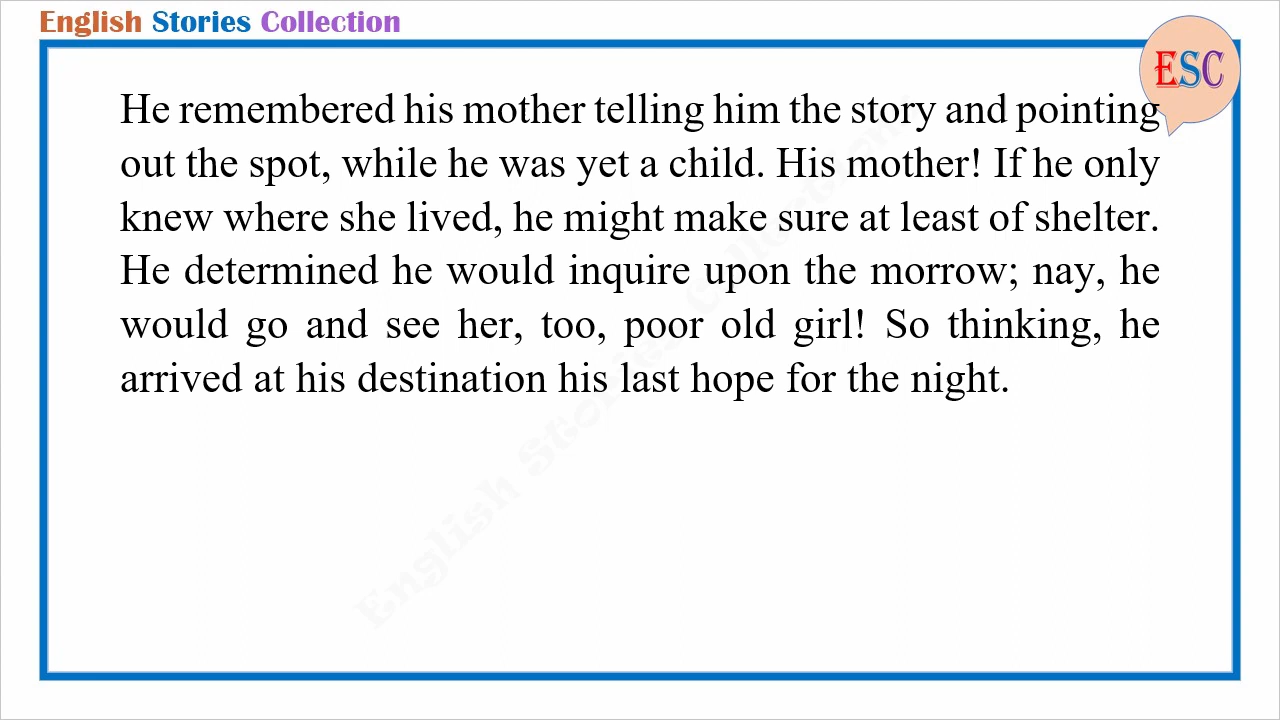 English Stories Collection
ESC
He remembered his mother telling him the story and pointing
out the spot, while he was yet a child. His mother! If he only
knew where she lived, he might make sure at least of shelter.
He determined he would inquire upon the morrow; nay, he
would go and see her, too, poor old girl! So thinking, he
arrived at his destination his last hope for the night.
English Stories Collection